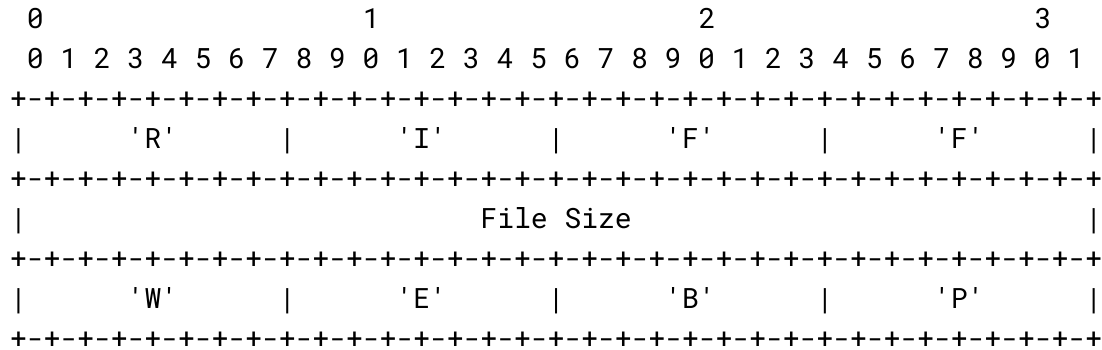 0                   1                   2                   3
 0 1 2 3 4 5 6 7 8 9 0 1 2 3 4 5 6 7 8 9 0 1 2 3 4 5 6 7 8 9 0 1
+-+-+-+-+-+-+-+-+-+-+-+-+-+-+-+-+-+-+-+-+-+-+-+-+-+-+-+-+-+-+-+-+
|      'R'      |      'I'      |      'F'      |      'F'      |
+-+-+-+-+-+-+-+-+-+-+-+-+-+-+-+-+-+-+-+-+-+-+-+-+-+-+-+-+-+-+-+-+
|                           File Size                           |
+-+-+-+-+-+-+-+-+-+-+-+-+-+-+-+-+-+-+-+-+-+-+-+-+-+-+-+-+-+-+-+-+
|      'W'      |      'E'      |      'B'      |      'P'      |
+-+-+-+-+-+-+-+-+-+-+-+-+-+-+-+-+-+-+-+-+-+-+-+-+-+-+-+-+-+-+-+-+